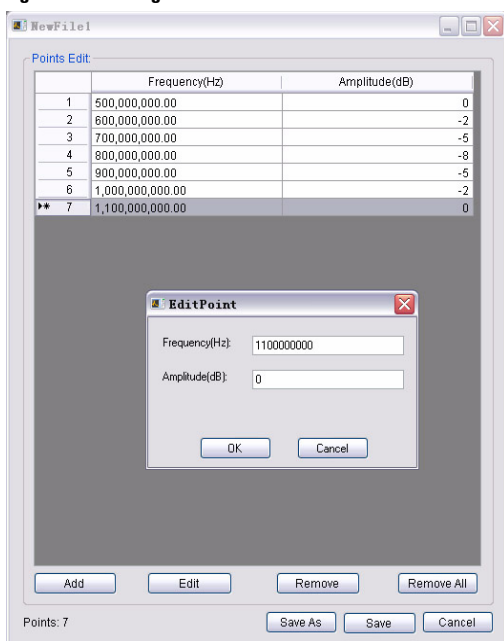 NewFile1
Points Edit:
Frequency(Hz) Amplitude(dB)
1 500,000,000.00 0
2 600,000,000.00 -2
3 700,000,000.00 -5
4 800,000,000.00 -8
5 900,000,000.00 -5
6 1,000,000,000.00 -2
7 1,100,000,000.00 0
EditPoint
Frequency(Hz): 1100000000
Amplitude(dB): 0
OK Cancel
Add Edit Remove Remove All
Points: 7 Save As Save Cancel